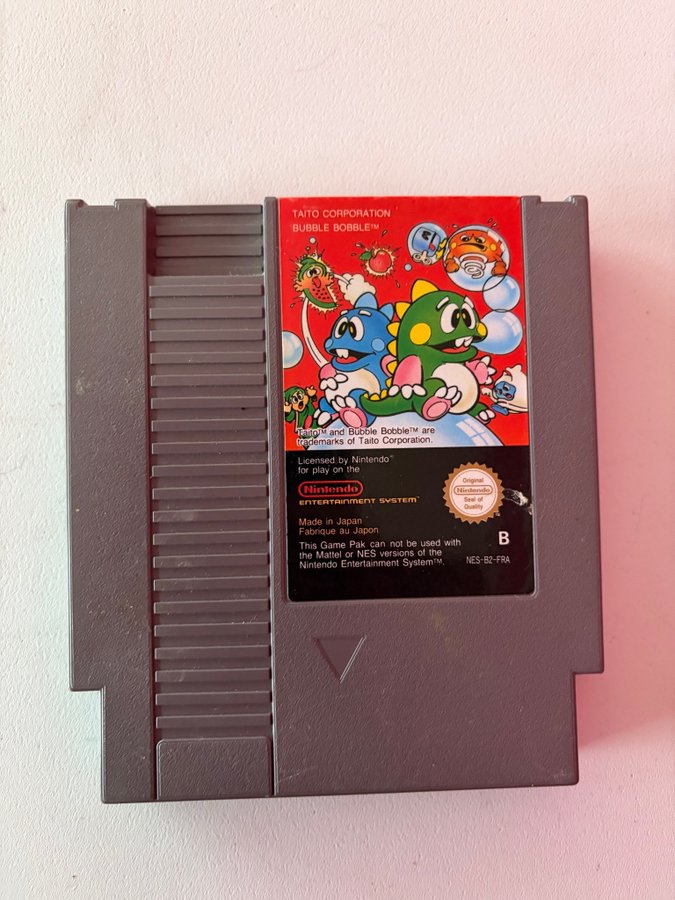 TAITO CORPORATION
BUBBLE BOBBLE™
Taito™ and Bubble Bobble™ are
trademarks of Taito Corporation.
Licensed by Nintendo®
for play on the
Nintendo
ENTERTAINMENT SYSTEM™
Original
Nintendo
Seal of
Quality
Made in Japan
Fabrique au Japon
This Game Pak can not be used with
the Mattel or NES versions of the
Nintendo Entertainment System™.
B
NES-B2-FRA